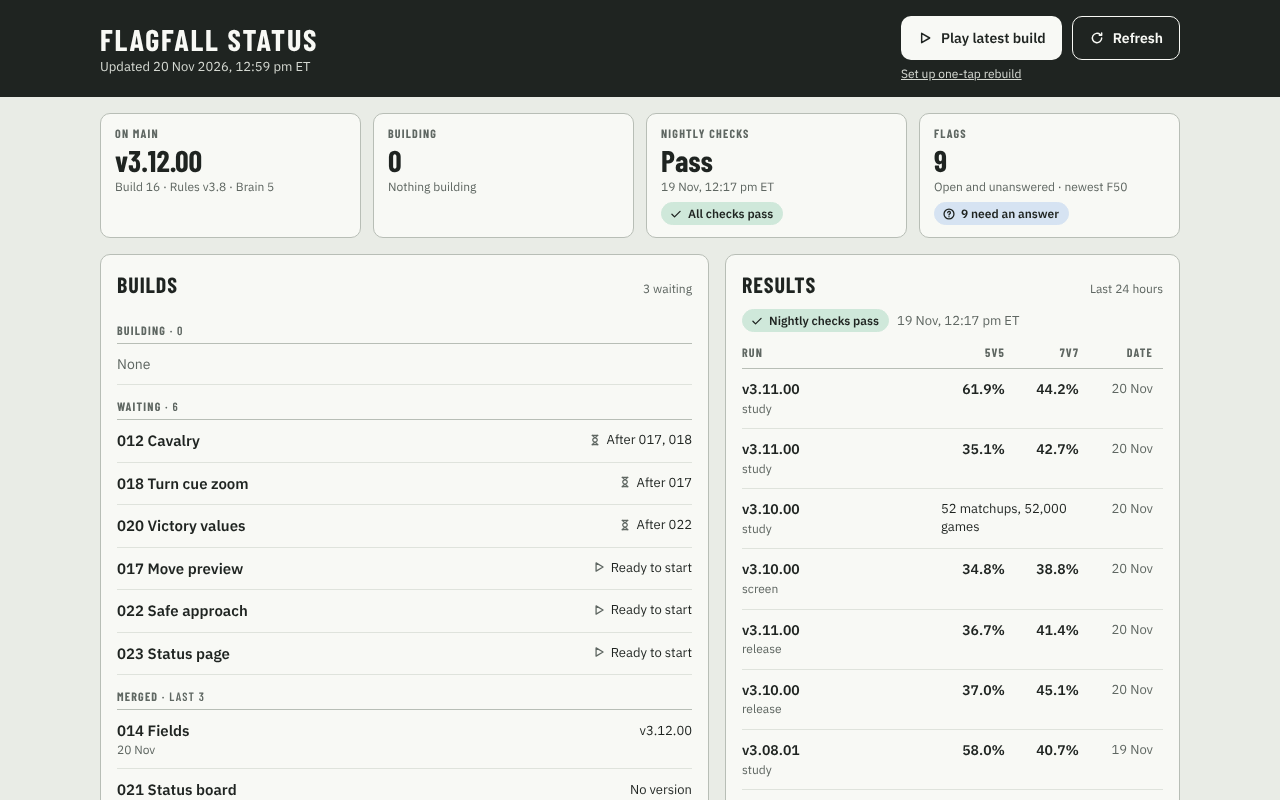 FLAGFALL STATUS
Updated 20 Nov 2026, 12:59 pm ET
Play latest build
Refresh
Set up one-tap rebuild
ON MAIN
v3.12.00
Build 16 · Rules v3.8 · Brain 5
BUILDING
0
Nothing building
NIGHTLY CHECKS
Pass
19 Nov, 12:17 pm ET
All checks pass
FLAGS
9
Open and unanswered · newest F50
9 need an answer
BUILDS
3 waiting
BUILDING · 0
None
WAITING · 6
012 Cavalry After 017, 018
018 Turn cue zoom After 017
020 Victory values After 022
017 Move preview Ready to start
022 Safe approach Ready to start
023 Status page Ready to start
MERGED · LAST 3
014 Fields v3.12.00
20 Nov
021 Status board No version
RESULTS
Last 24 hours
Nightly checks pass 19 Nov, 12:17 pm ET
RUN 5V5 7V7 DATE
v3.11.00 61.9% 44.2% 20 Nov
study
v3.11.00 35.1% 42.7% 20 Nov
study
v3.10.00 52 matchups, 52,000 20 Nov
study games
v3.10.00 34.8% 38.8% 20 Nov
screen
v3.11.00 36.7% 41.4% 20 Nov
release
v3.10.00 37.0% 45.1% 20 Nov
release
v3.08.01 58.0% 40.7% 19 Nov
study